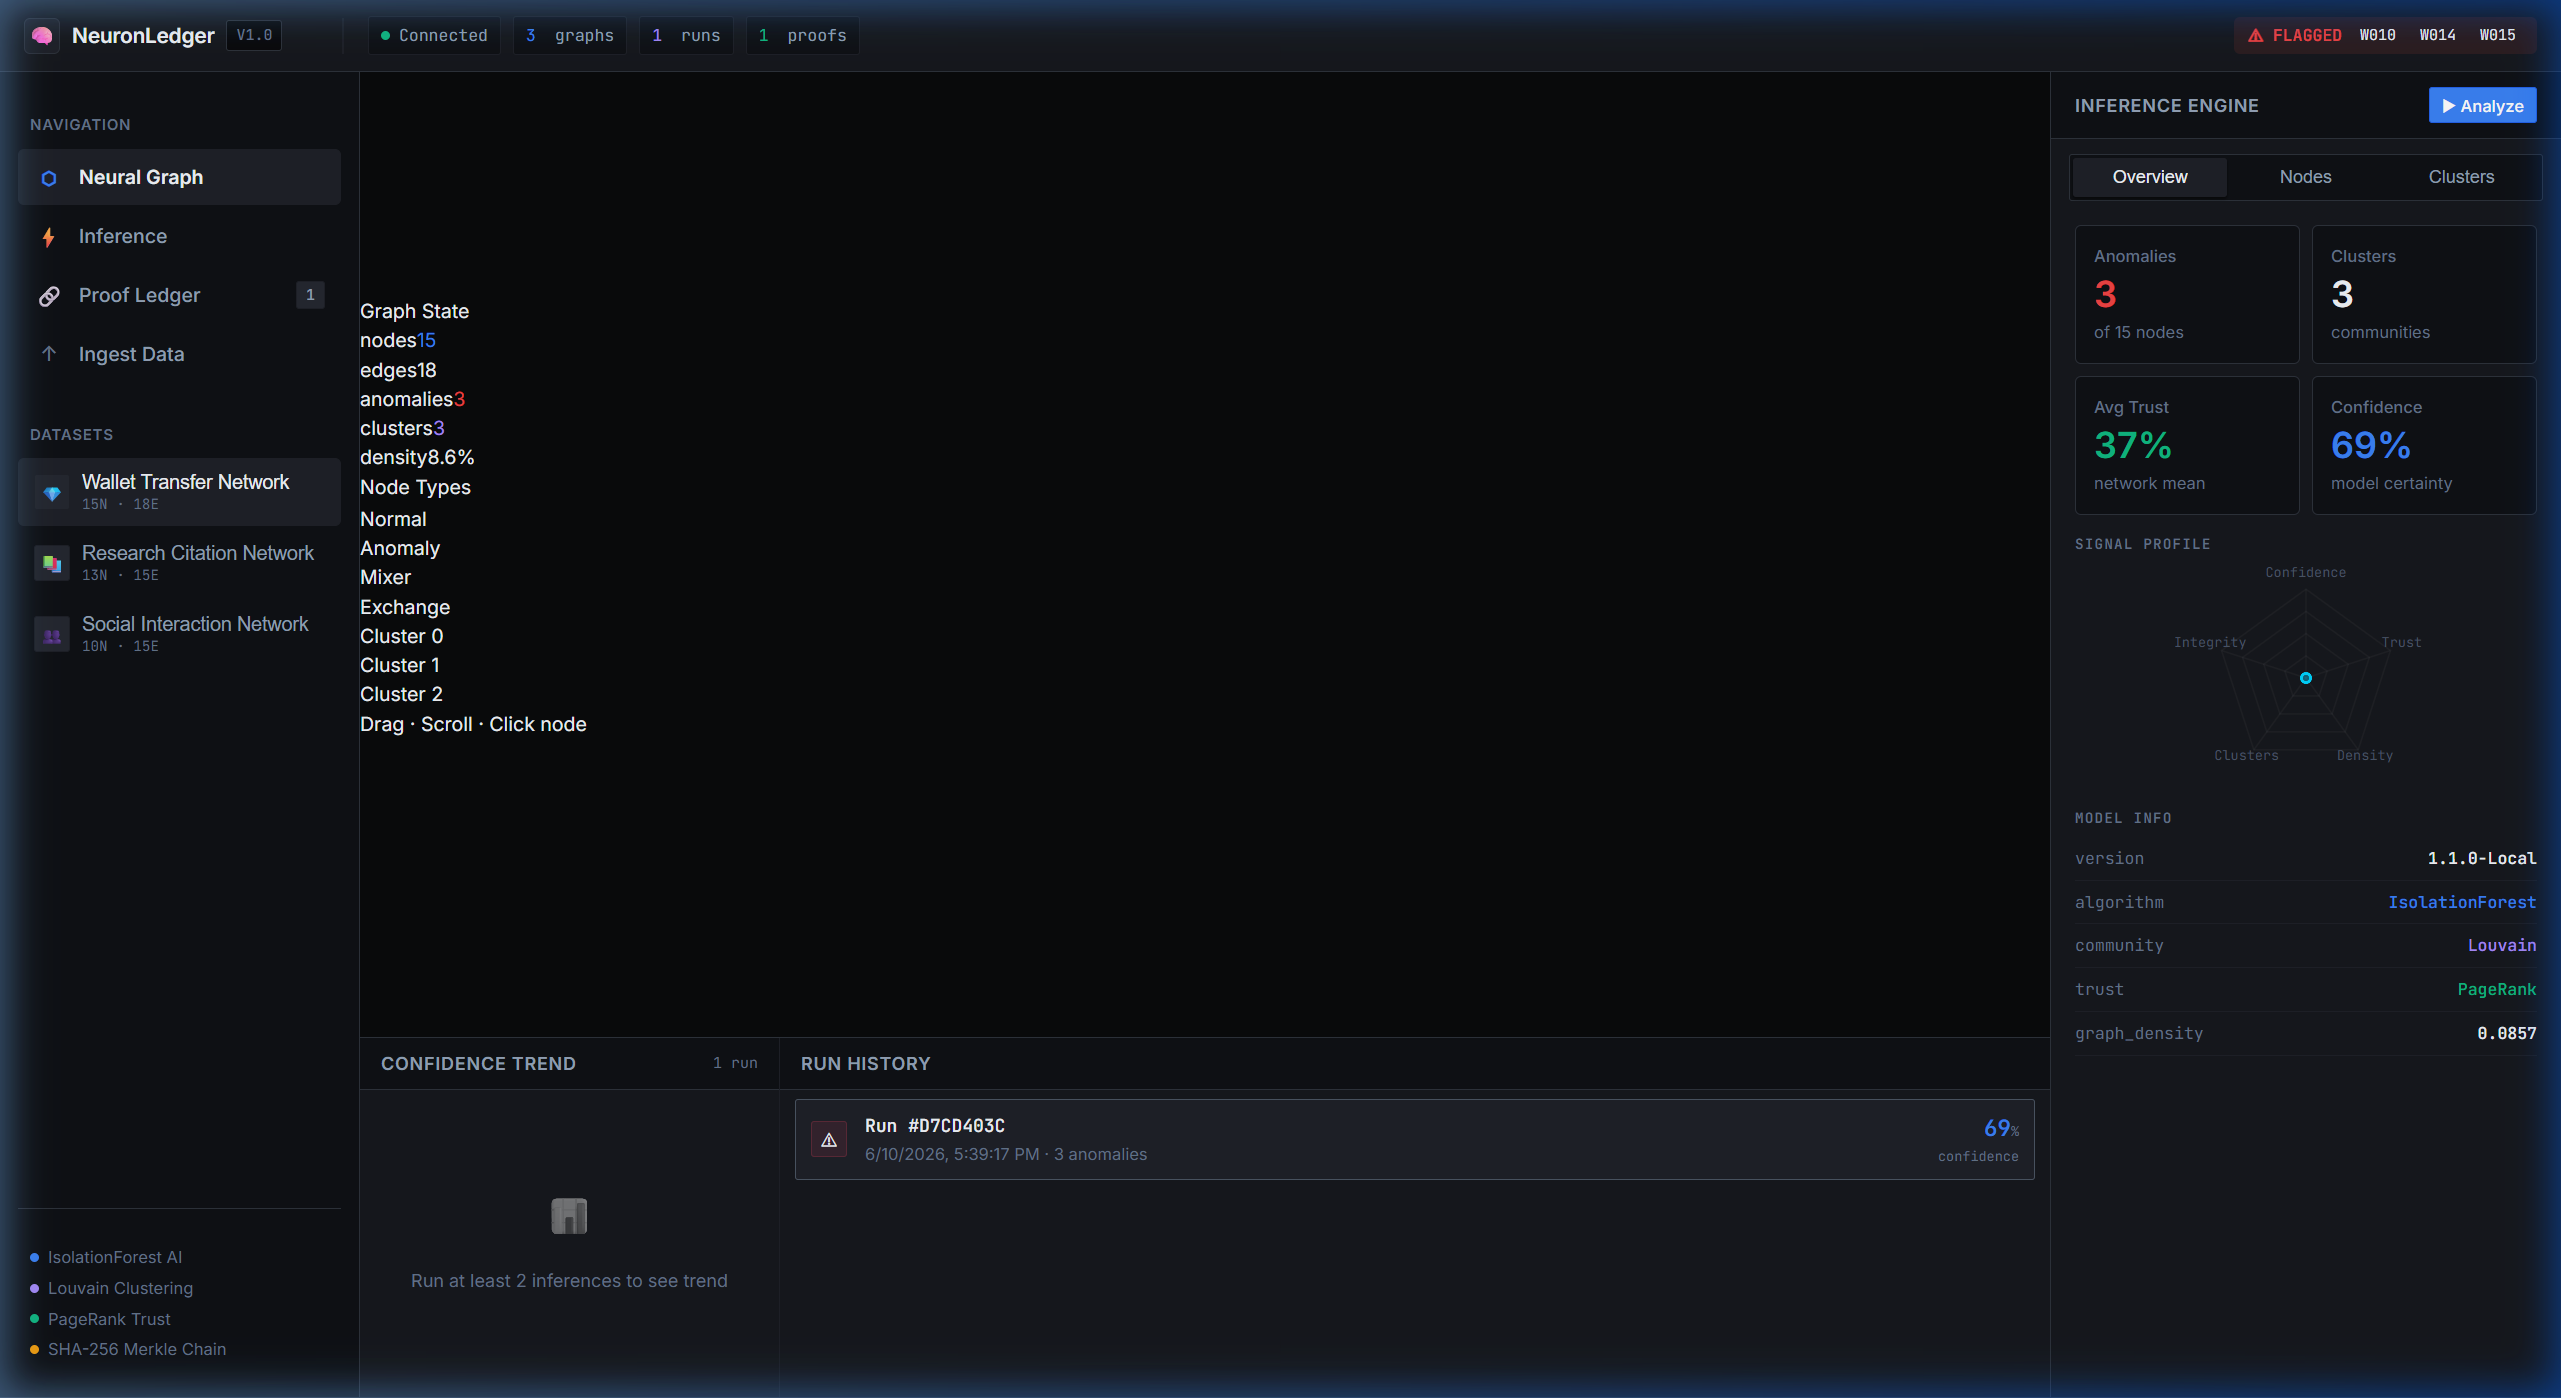 NeuronLedger V1.0
Connected
3 graphs
1 runs
1 proofs
FLAGGED W010 W014 W015
NAVIGATION
Neural Graph
Inference
Proof Ledger 1
Ingest Data
DATASETS
Wallet Transfer Network
15N · 18E
Research Citation Network
13N · 15E
Social Interaction Network
10N · 15E
IsolationForest AI
Louvain Clustering
PageRank Trust
SHA-256 Merkle Chain
Graph State
nodes15
edges18
anomalies3
clusters3
density8.6%
Node Types
Normal
Anomaly
Mixer
Exchange
Cluster 0
Cluster 1
Cluster 2
Drag · Scroll · Click node
CONFIDENCE TREND 1 run
Run at least 2 inferences to see trend
RUN HISTORY
Run #D7CD403C
6/10/2026, 5:39:17 PM · 3 anomalies
69%
confidence
INFERENCE ENGINE
Analyze
Overview Nodes Clusters
Anomalies
3
of 15 nodes
Clusters
3
communities
Avg Trust
37%
network mean
Confidence
69%
model certainty
SIGNAL PROFILE
Confidence
Integrity
Trust
Clusters
Density
MODEL INFO
version 1.1.0-Local
algorithm IsolationForest
community Louvain
trust PageRank
graph_density 0.0857